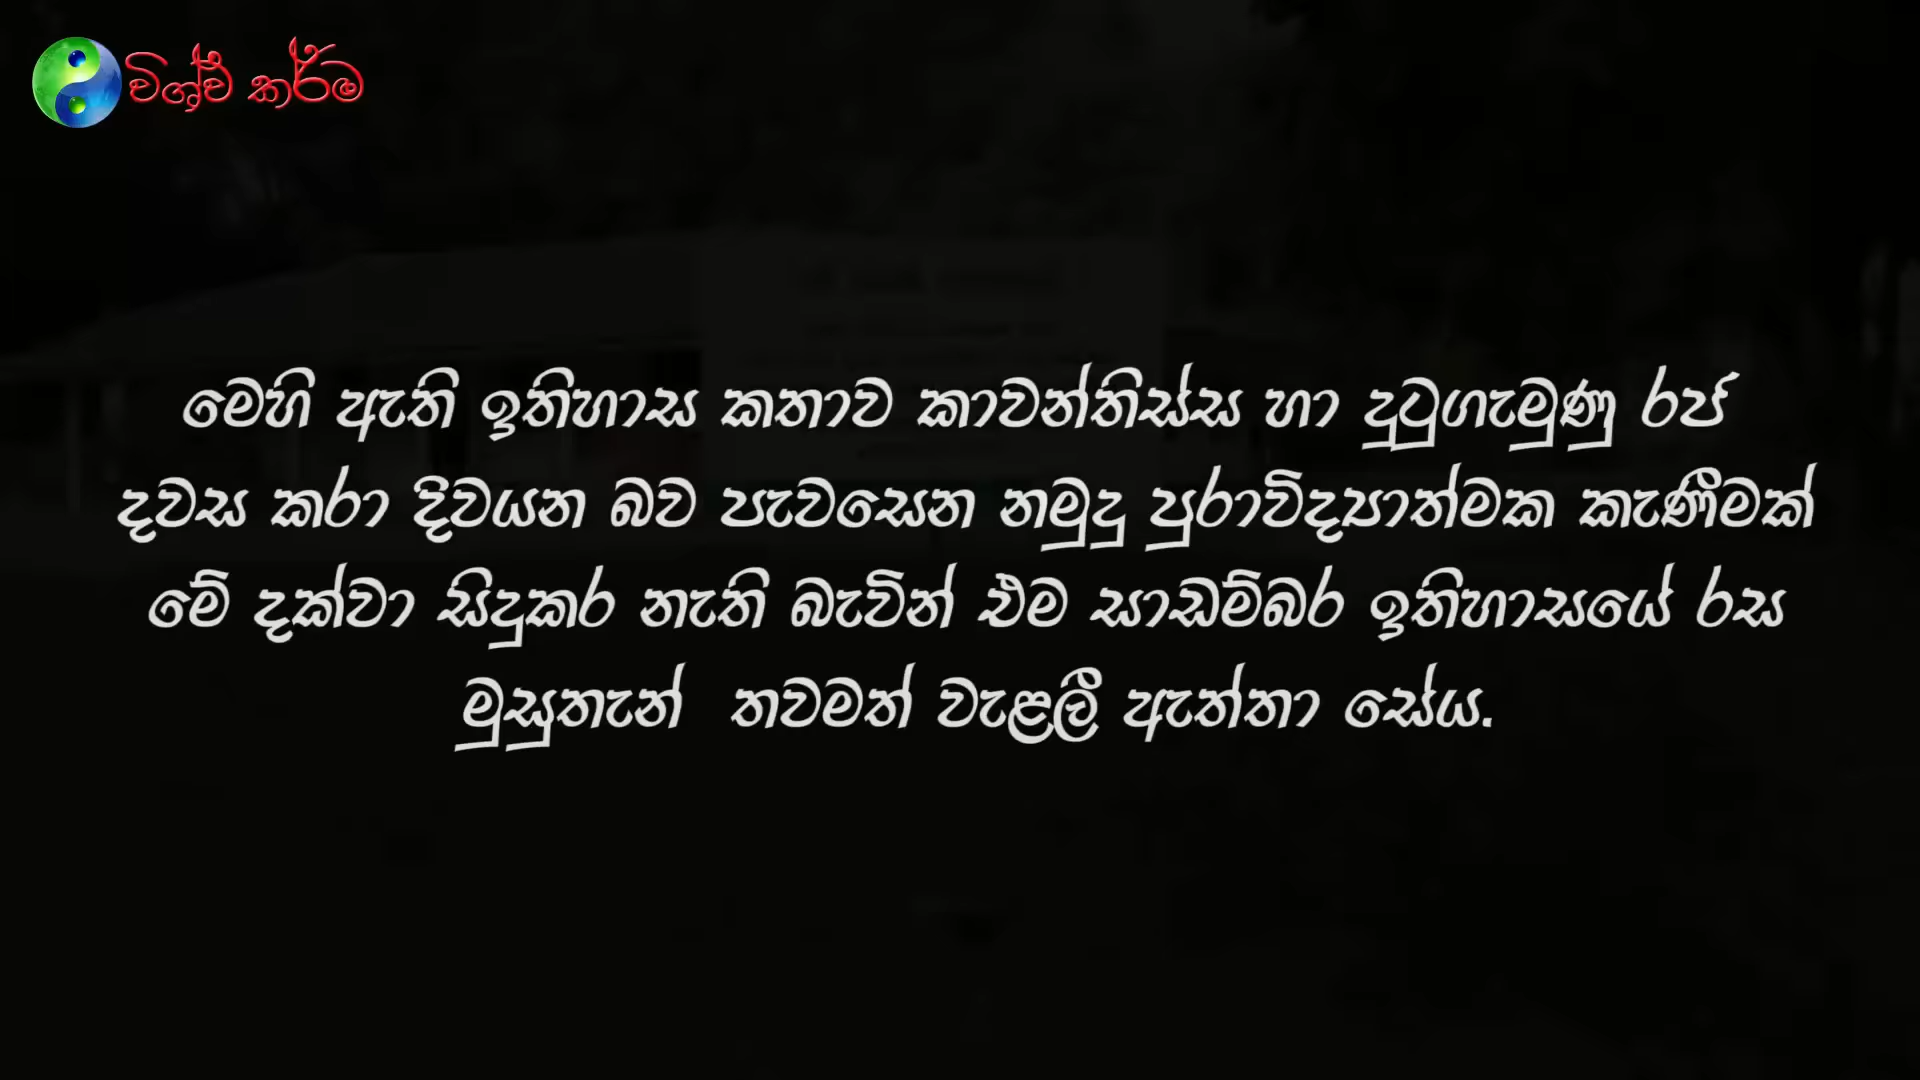 විශ්ව කර්ම
මෙහි ඇති ඉතිහාස කතාව කාවන්තිස්ස හා දුටුගැමුණු රජ
දවස කරා දිවයන බව පැවසෙන නමුදු පුරාවිද්‍යාත්මක කැණීමක්
මේ දක්වා සිදුකර නැති බැවින් එම සාඩම්බර ඉතිහාසයේ රස
මුසුතැන් තවමත් වැළලී ඇත්තා සේය.